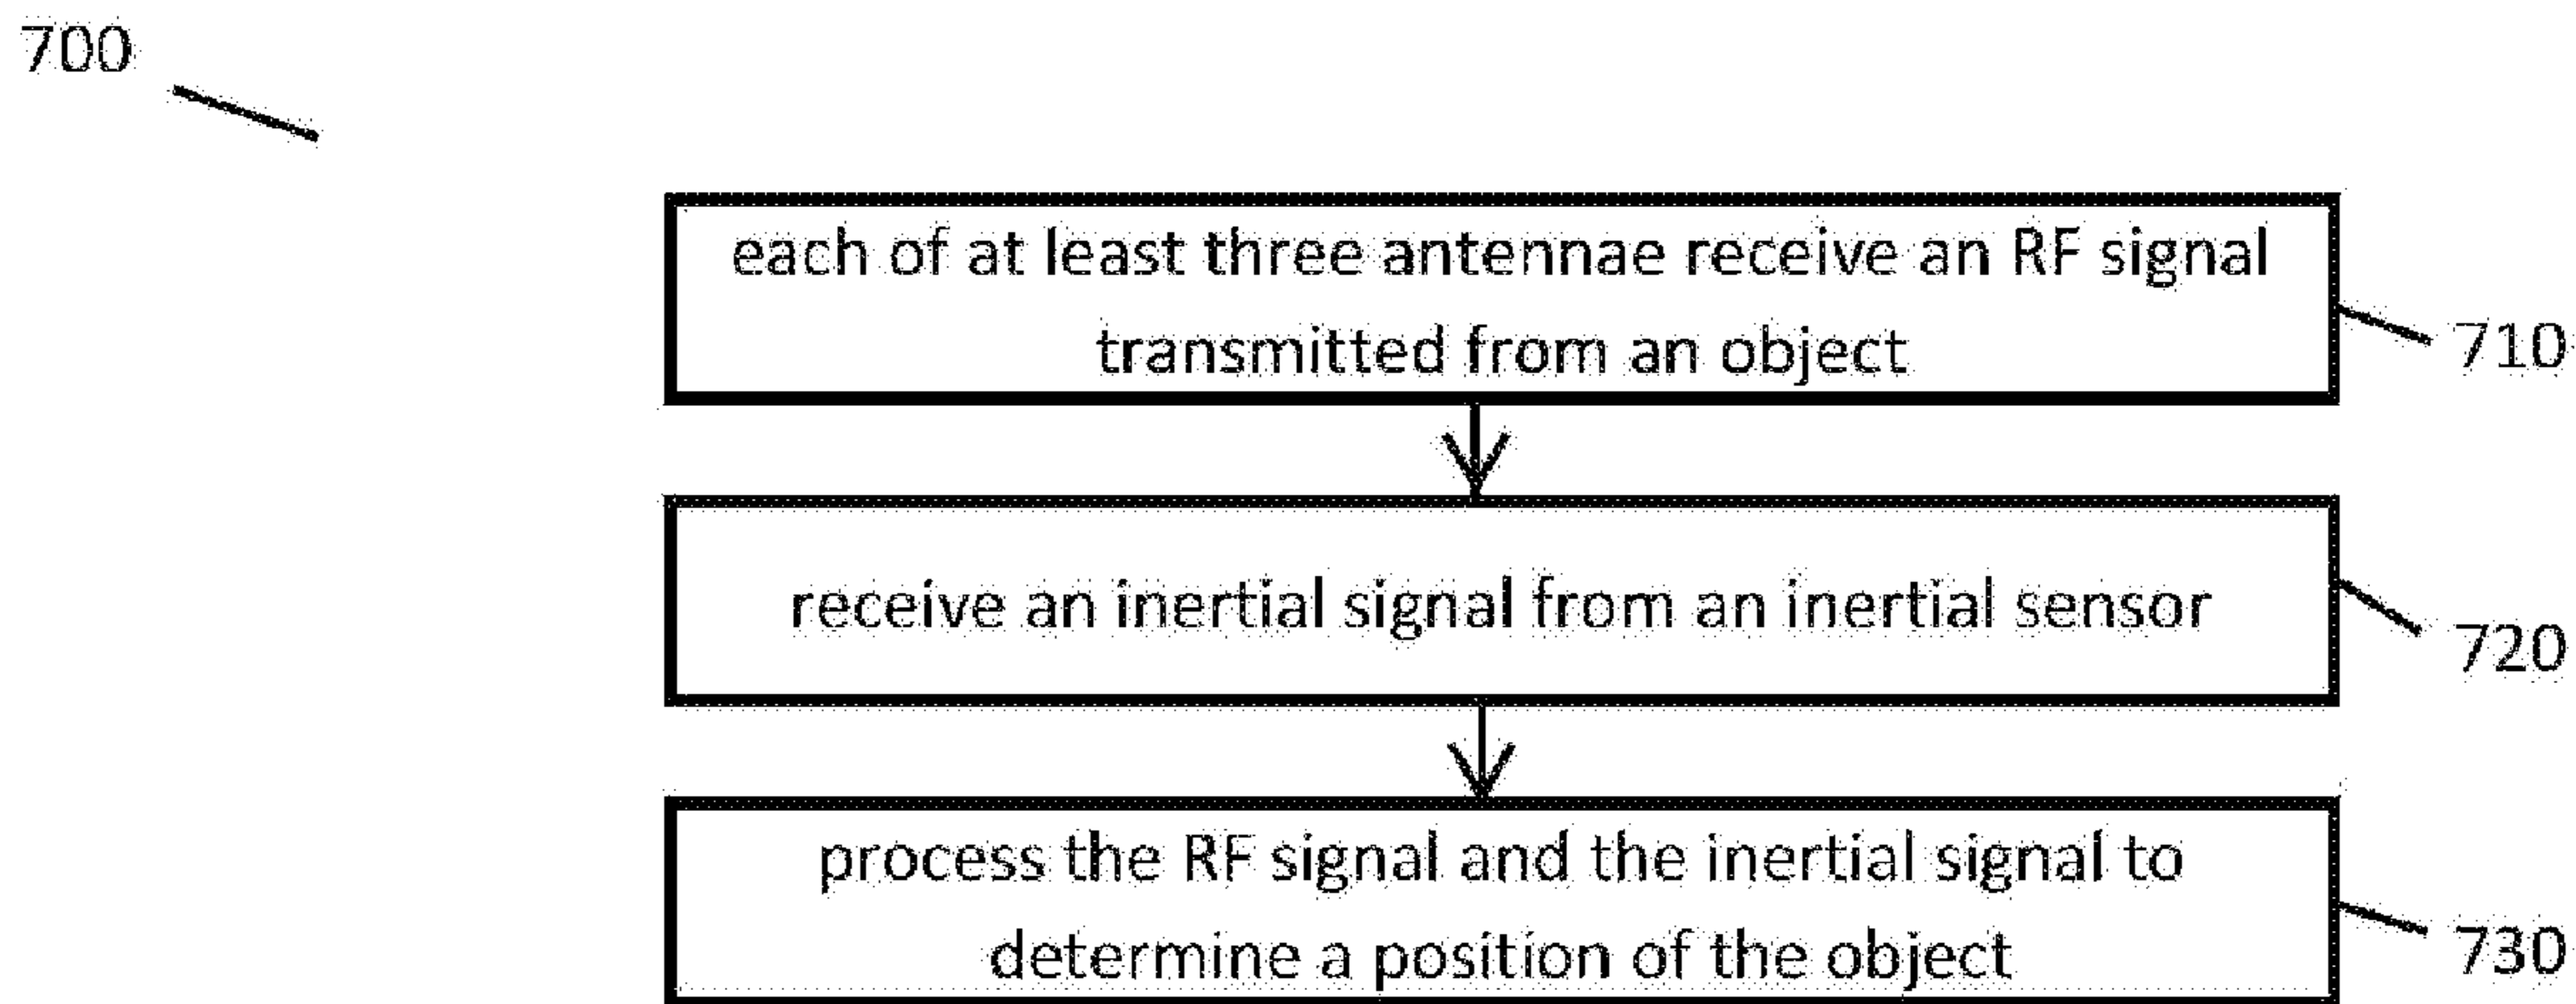 700
each of at least three antennae receive an RF signal
transmitted from an object
710
receive an inertial signal from an inertial sensor
720
process the RF signal and the inertial signal to
determine a position of the object
730